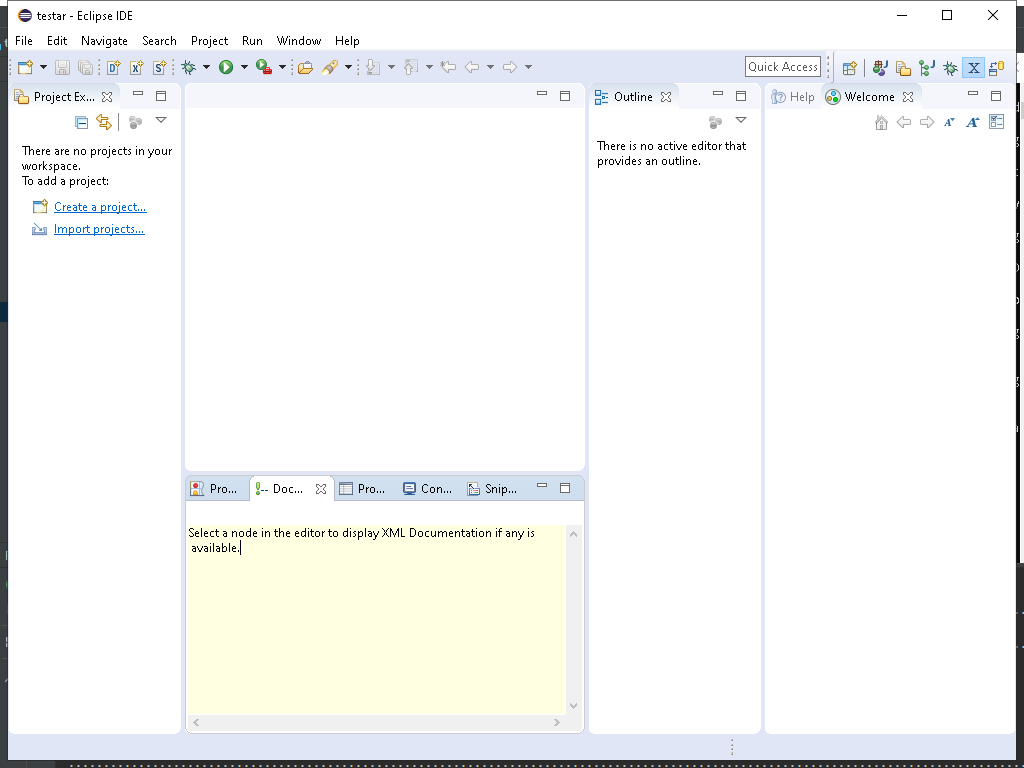 testar - Eclipse IDE
File Edit Navigate Search Project Run Window Help
Quick Access
Project Ex...
Outline
Help
Welcome
There are no projects in your
workspace.
To add a project:
Create a project...
Import projects...
There is no active editor that
provides an outline.
Pro...
Doc...
Pro...
Con...
Snip...
Select a node in the editor to display XML Documentation if any is
available.